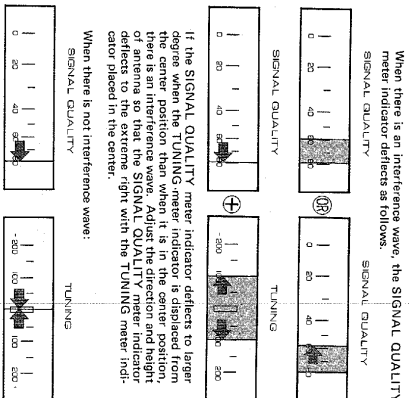 When there is an interference wave, the SIGNAL QUALITY
meter indicator deflects as follows.
SIGNAL QUALITY
SIGNAL QUALITY
0 20 40 60 80
OR
0 20 40
SIGNAL QUALITY
TUNING
0 20 40 60 80
+
- 200 100 100 200
If the SIGNAL QUALITY meter indicator deflects to larger
degree when the TUNING meter indicator is displaced from
the center position than when it is in the center position,
there is an interference wave. Adjust the direction and height
of antenna so that the SIGNAL QUALITY meter indicator
deflects to the extreme right with the TUNING meter indi-
cator placed in the center.
When there is not interference wave:
SIGNAL QUALITY
TUNING
0 20 40 60 80
- 200 100 100 200 +